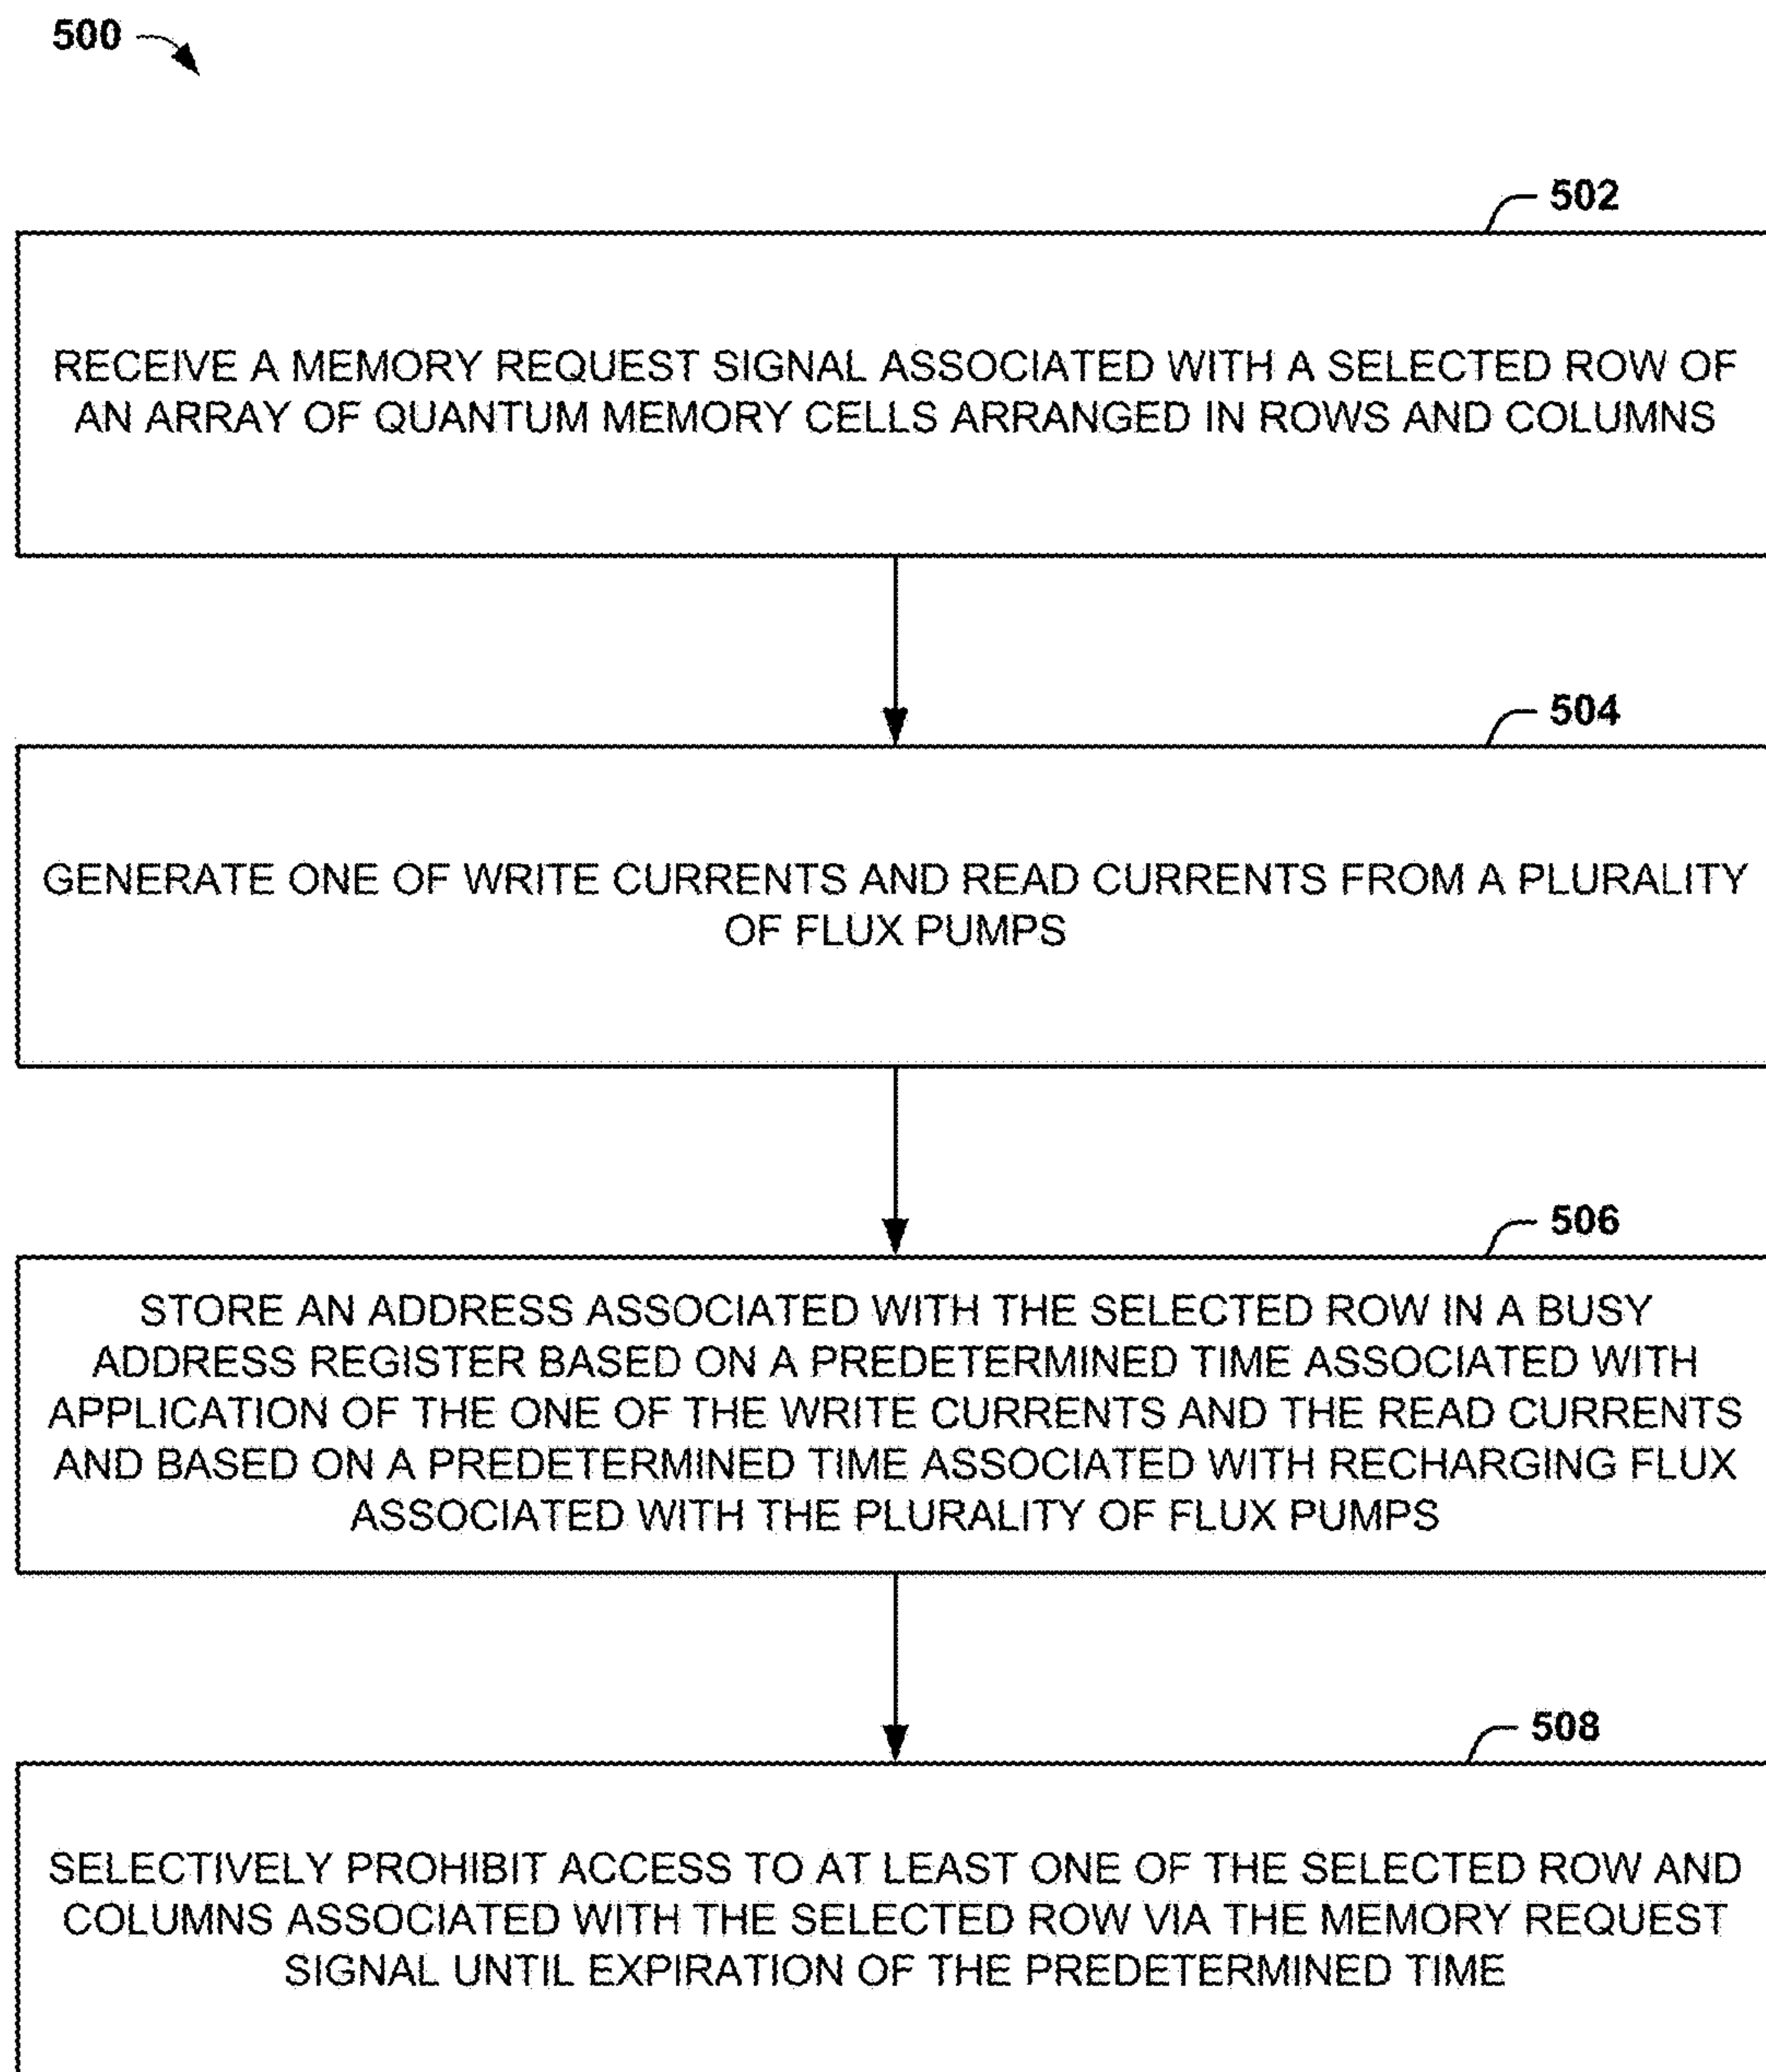 500
502
RECEIVE A MEMORY REQUEST SIGNAL ASSOCIATED WITH A SELECTED ROW OF
AN ARRAY OF QUANTUM MEMORY CELLS ARRANGED IN ROWS AND COLUMNS
504
GENERATE ONE OF WRITE CURRENTS AND READ CURRENTS FROM A PLURALITY
OF FLUX PUMPS
506
STORE AN ADDRESS ASSOCIATED WITH THE SELECTED ROW IN A BUSY
ADDRESS REGISTER BASED ON A PREDETERMINED TIME ASSOCIATED WITH
APPLICATION OF THE ONE OF THE WRITE CURRENTS AND THE READ CURRENTS
AND BASED ON A PREDETERMINED TIME ASSOCIATED WITH RECHARGING FLUX
ASSOCIATED WITH THE PLURALITY OF FLUX PUMPS
508
SELECTIVELY PROHIBIT ACCESS TO AT LEAST ONE OF THE SELECTED ROW AND
COLUMNS ASSOCIATED WITH THE SELECTED ROW VIA THE MEMORY REQUEST
SIGNAL UNTIL EXPIRATION OF THE PREDETERMINED TIME